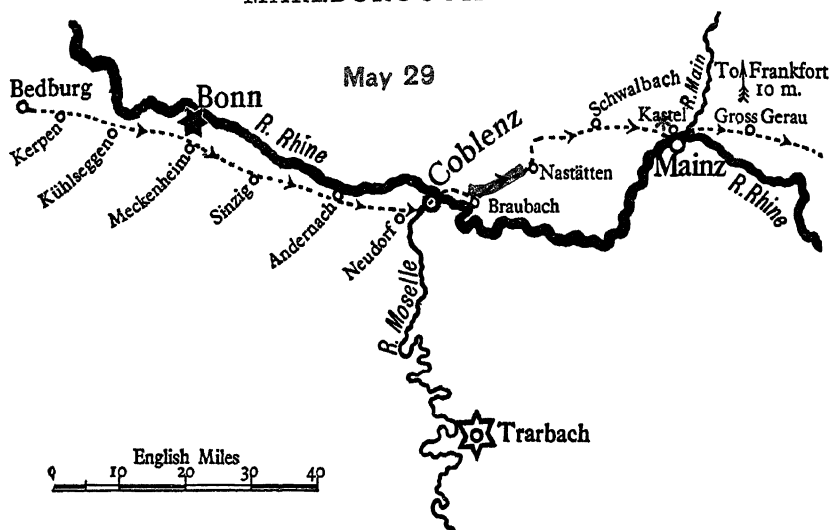 May 29
Bedburg
Kerpen
Kühlseggen
Bonn
Meckenheim
R. Rhine
Sinzig
Andernach
Neudorf
Coblenz
Braubach
Nastätten
Schwalbach
Kastel
R. Main
To Frankfort
10 m.
Gross Gerau
Mainz
R. Rhine
R. Moselle
Trarbach
English Miles
0 10 20 30 40